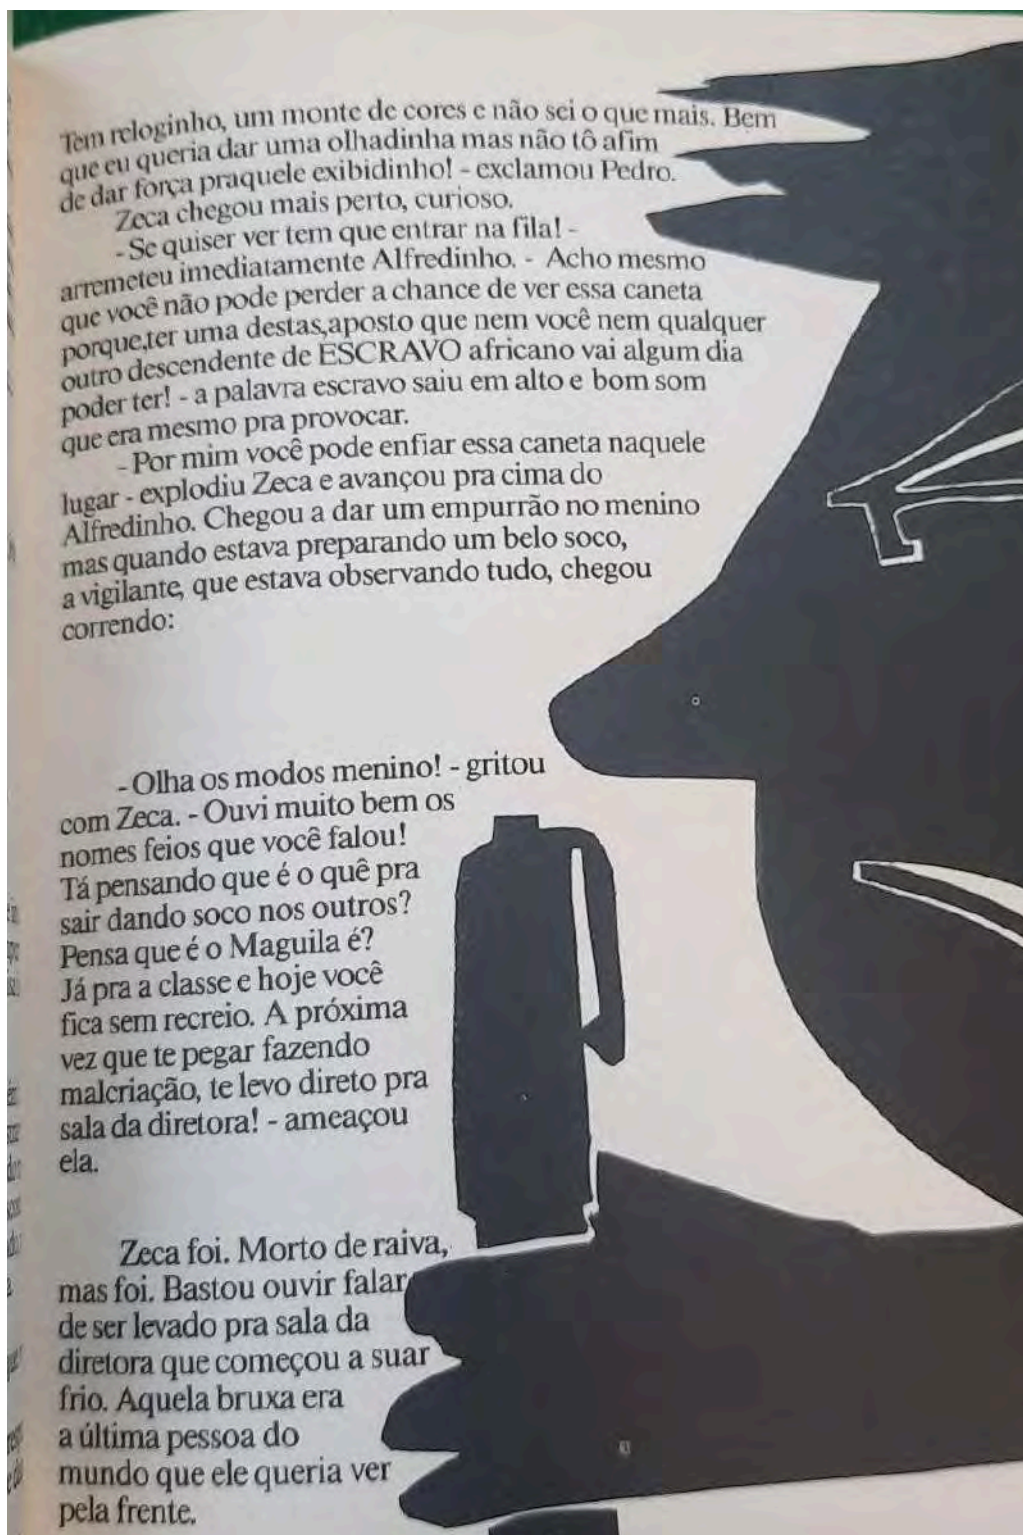 Tem reloginho, um monte de cores e não sei o que mais. Bem
que eu queria dar uma olhadinha mas não tô afim
de dar força praquele exibidinho! - exclamou Pedro.
Zeca chegou mais perto, curioso.
- Se quiser ver tem que entrar na fila! -
arremeteu imediatamente Alfredinho. - Acho mesmo
que você não pode perder a chance de ver essa caneta
porque,ter uma destas,aposto que nem você nem qualquer
outro descendente de ESCRAVO africano vai algum dia
poder ter! - a palavra escravo saiu em alto e bom som
que era mesmo pra provocar.
- Por mim você pode enfiar essa caneta naquele
lugar - explodiu Zeca e avançou pra cima do
Alfredinho. Chegou a dar um empurrão no menino
mas quando estava preparando um belo soco,
a vigilante, que estava observando tudo, chegou
correndo:
- Olha os modos menino! - gritou
com Zeca. - Ouvi muito bem os
nomes feios que você falou!
Tá pensando que é o quê pra
sair dando soco nos outros?
Pensa que é o Maguila é?
Já pra a classe e hoje você
fica sem recreio. A próxima
vez que te pegar fazendo
malcriação, te levo direto pra
sala da diretora! - ameaçou
ela.
Zeca foi. Morto de raiva,
mas foi. Bastou ouvir falar
de ser levado pra sala da
diretora que começou a suar
frio. Aquela bruxa era
a última pessoa do
mundo que ele queria ver
pela frente.